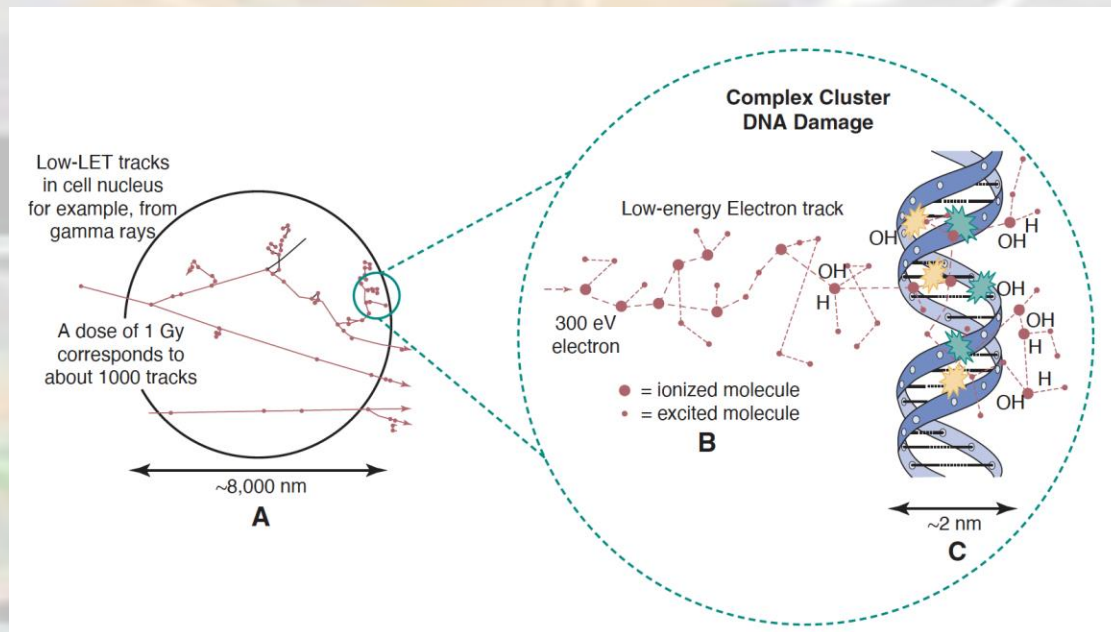 Low-LET tracks
in cell nucleus
for example, from
gamma rays
A dose of 1 Gy
corresponds to
about 1000 tracks
~8,000 nm
A
Complex Cluster
DNA Damage
Low-energy Electron track
300 eV
electron
= ionized molecule
= excited molecule
B
OH
H
OH
OH
H
OH
OH
H
H
OH
~2 nm
C